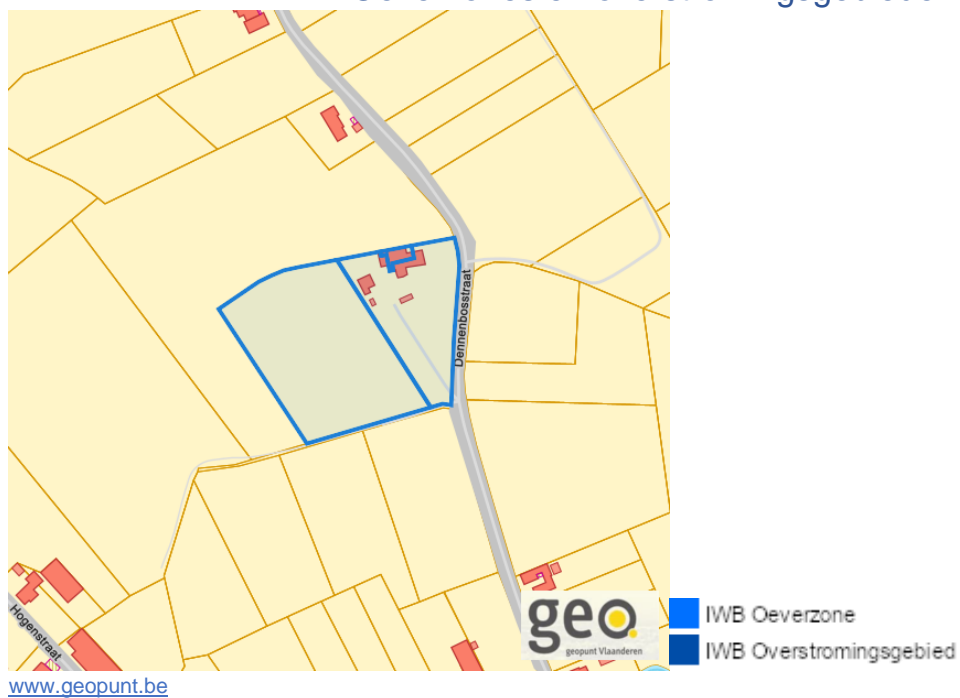 Dennenbosstraat
Hogenstraat
geo
geopunt Vlaanderen
IWB Oeverzone
IWB Overstromingsgebied
www.geopunt.be